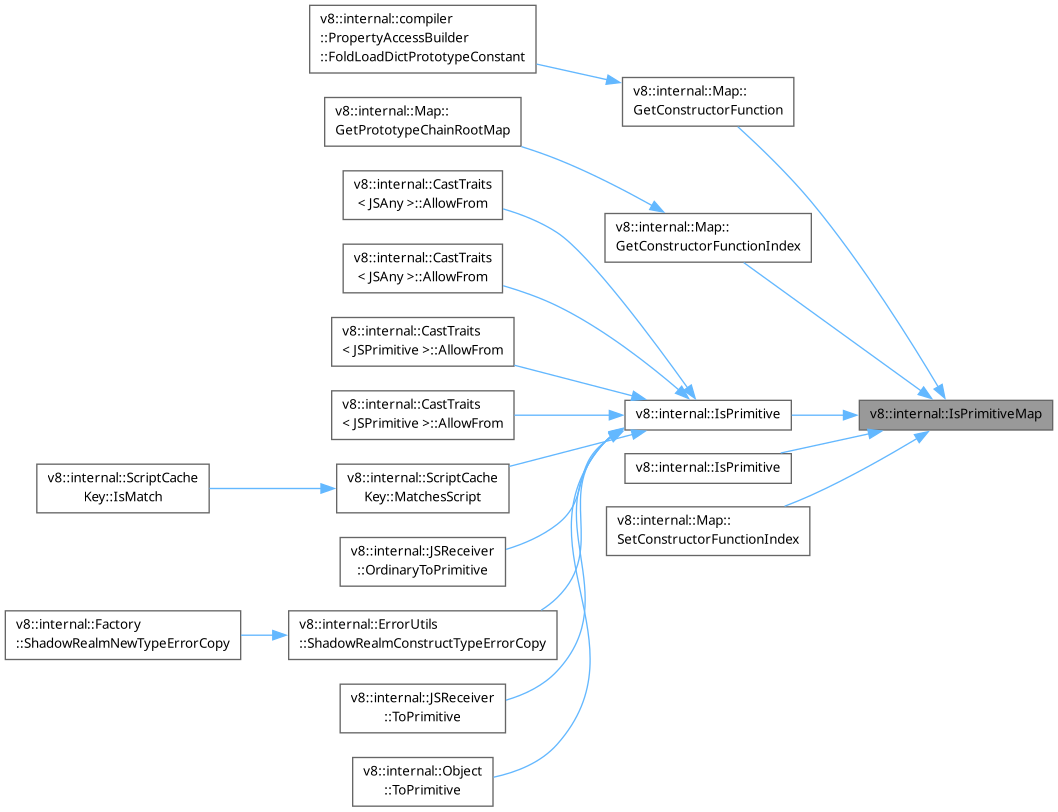 v8::internal::compiler
::PropertyAccessBuilder
::FoldLoadDictPrototypeConstant
v8::internal::Map::
GetConstructorFunction
v8::internal::Map::
GetPrototypeChainRootMap
v8::internal::CastTraits
< JSAny >::AllowFrom
v8::internal::Map::
GetConstructorFunctionIndex
v8::internal::CastTraits
< JSAny >::AllowFrom
v8::internal::CastTraits
< JSPrimitive >::AllowFrom
v8::internal::CastTraits
< JSPrimitive >::AllowFrom
v8::internal::IsPrimitive
v8::internal::IsPrimitiveMap
v8::internal::IsPrimitive
v8::internal::ScriptCache
Key::IsMatch
v8::internal::ScriptCache
Key::MatchesScript
v8::internal::Map::
SetConstructorFunctionIndex
v8::internal::JSReceiver
::OrdinaryToPrimitive
v8::internal::Factory
::ShadowRealmNewTypeErrorCopy
v8::internal::ErrorUtils
::ShadowRealmConstructTypeErrorCopy
v8::internal::JSReceiver
::ToPrimitive
v8::internal::Object
::ToPrimitive